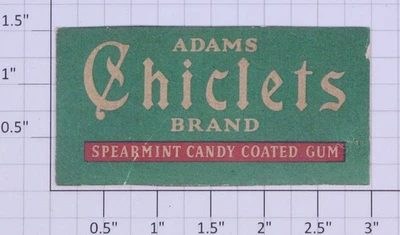 1.5"
ADAMS
1"
Chiclets
0.5"
BRAND
SPEARMINT CANDY COATED GUM
0.5" 1" 1.5" 2" 2.5" 3"